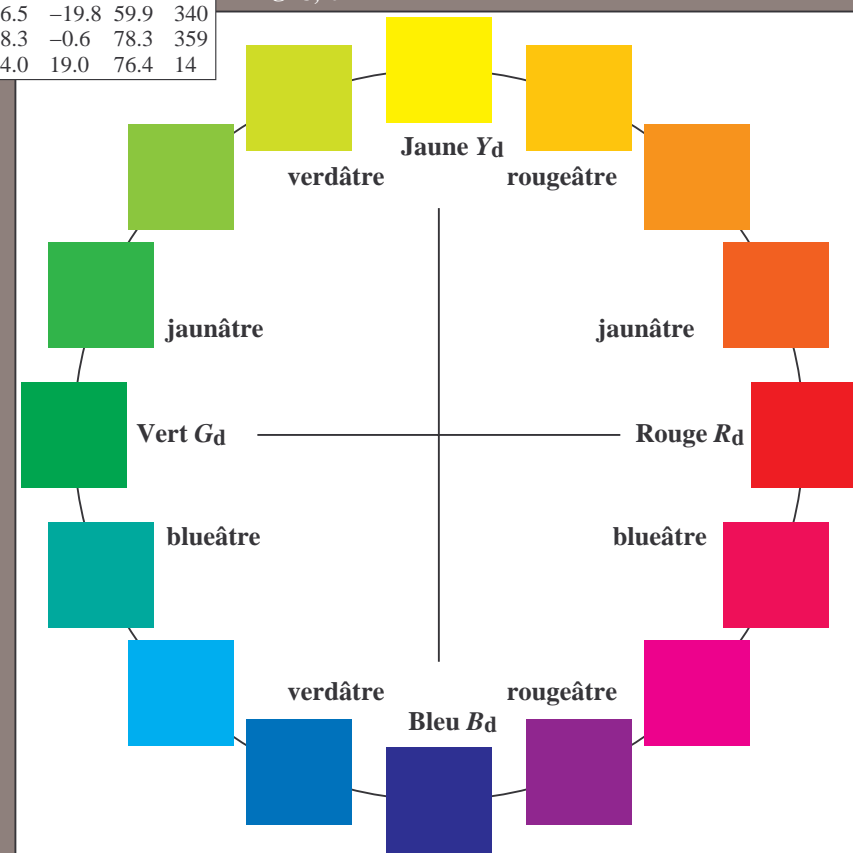 6.5 −19.8 59.9 340
8.3 −0.6 78.3 359
4.0 19.0 76.4 14
Jaune Yd
verdâtre rougeâtre
jaunâtre jaunâtre
Vert Gd Rouge Rd
blueâtre blueâtre
verdâtre rougeâtre
Bleu Bd